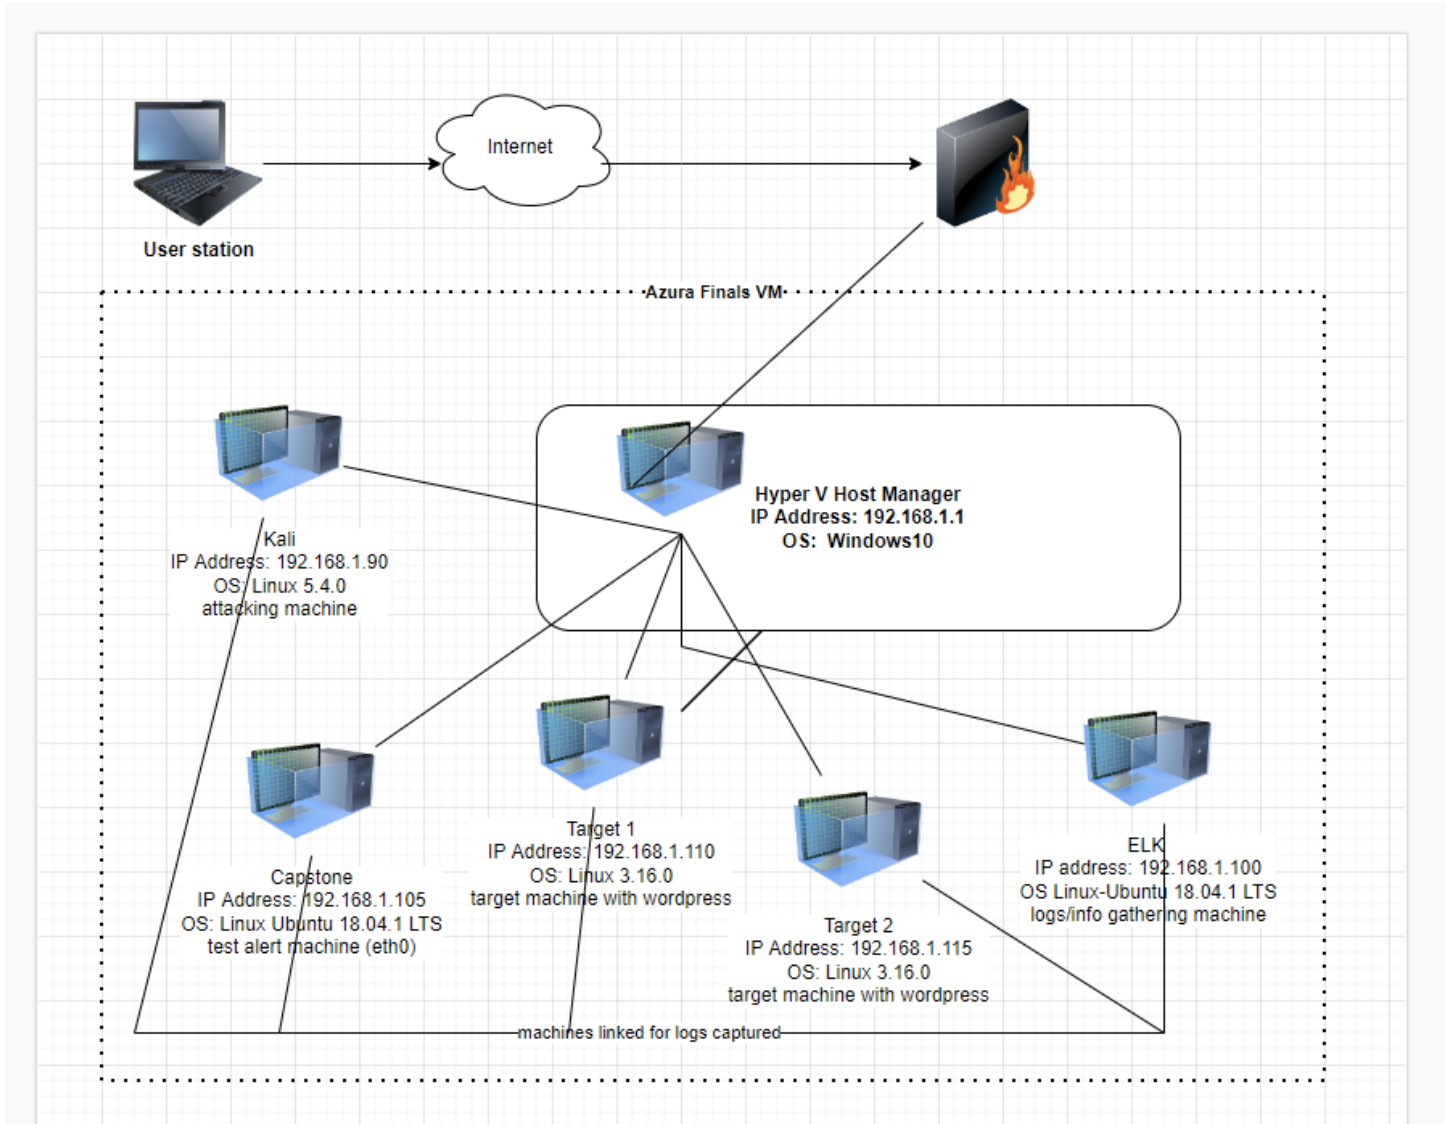 Internet
User station
Azura Finals VM
Hyper V Host Manager
IP Address: 192.168.1.1
OS: Windows10
Kali
IP Address: 192.168.1.90
OS: Linux 5.4.0
attacking machine
Target 1
IP Address: 192.168.1.110
OS: Linux 3.16.0
target machine with wordpress
ELK
IP address: 192.168.1.100
OS Linux-Ubuntu 18.04.1 LTS
logs/info gathering machine
Capstone
IP Address: 192.168.1.105
OS: Linux Ubuntu 18.04.1 LTS
test alert machine (eth0)
Target 2
IP Address: 192.168.1.115
OS: Linux 3.16.0
target machine with wordpress
machines linked for logs captured